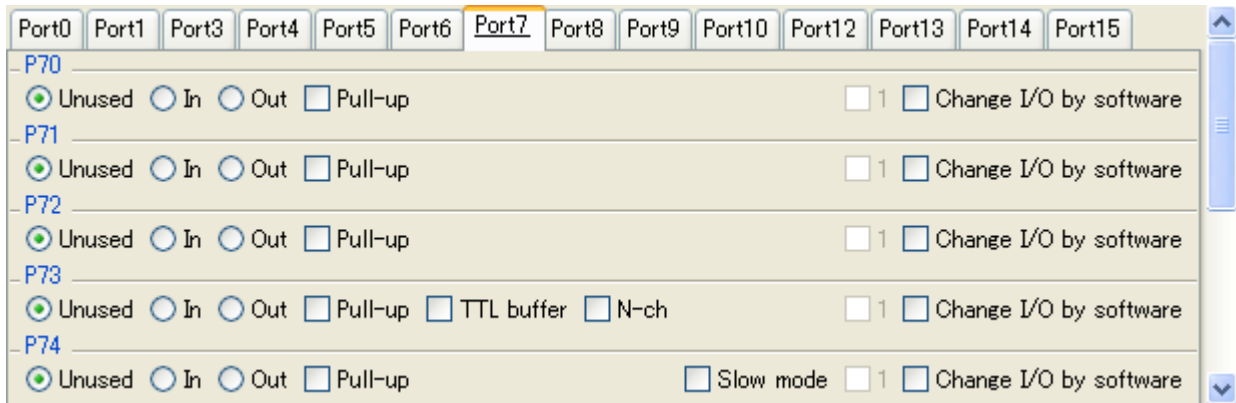 Port0 Port1 Port3 Port4 Port5 Port6 Port7 Port8 Port9 Port10 Port12 Port13 Port14 Port15
P70
Unused In Out Pull-up 1 Change I/O by software
P71
Unused In Out Pull-up 1 Change I/O by software
P72
Unused In Out Pull-up 1 Change I/O by software
P73
Unused In Out Pull-up TTL buffer N-ch 1 Change I/O by software
P74
Unused In Out Pull-up Slow mode 1 Change I/O by software